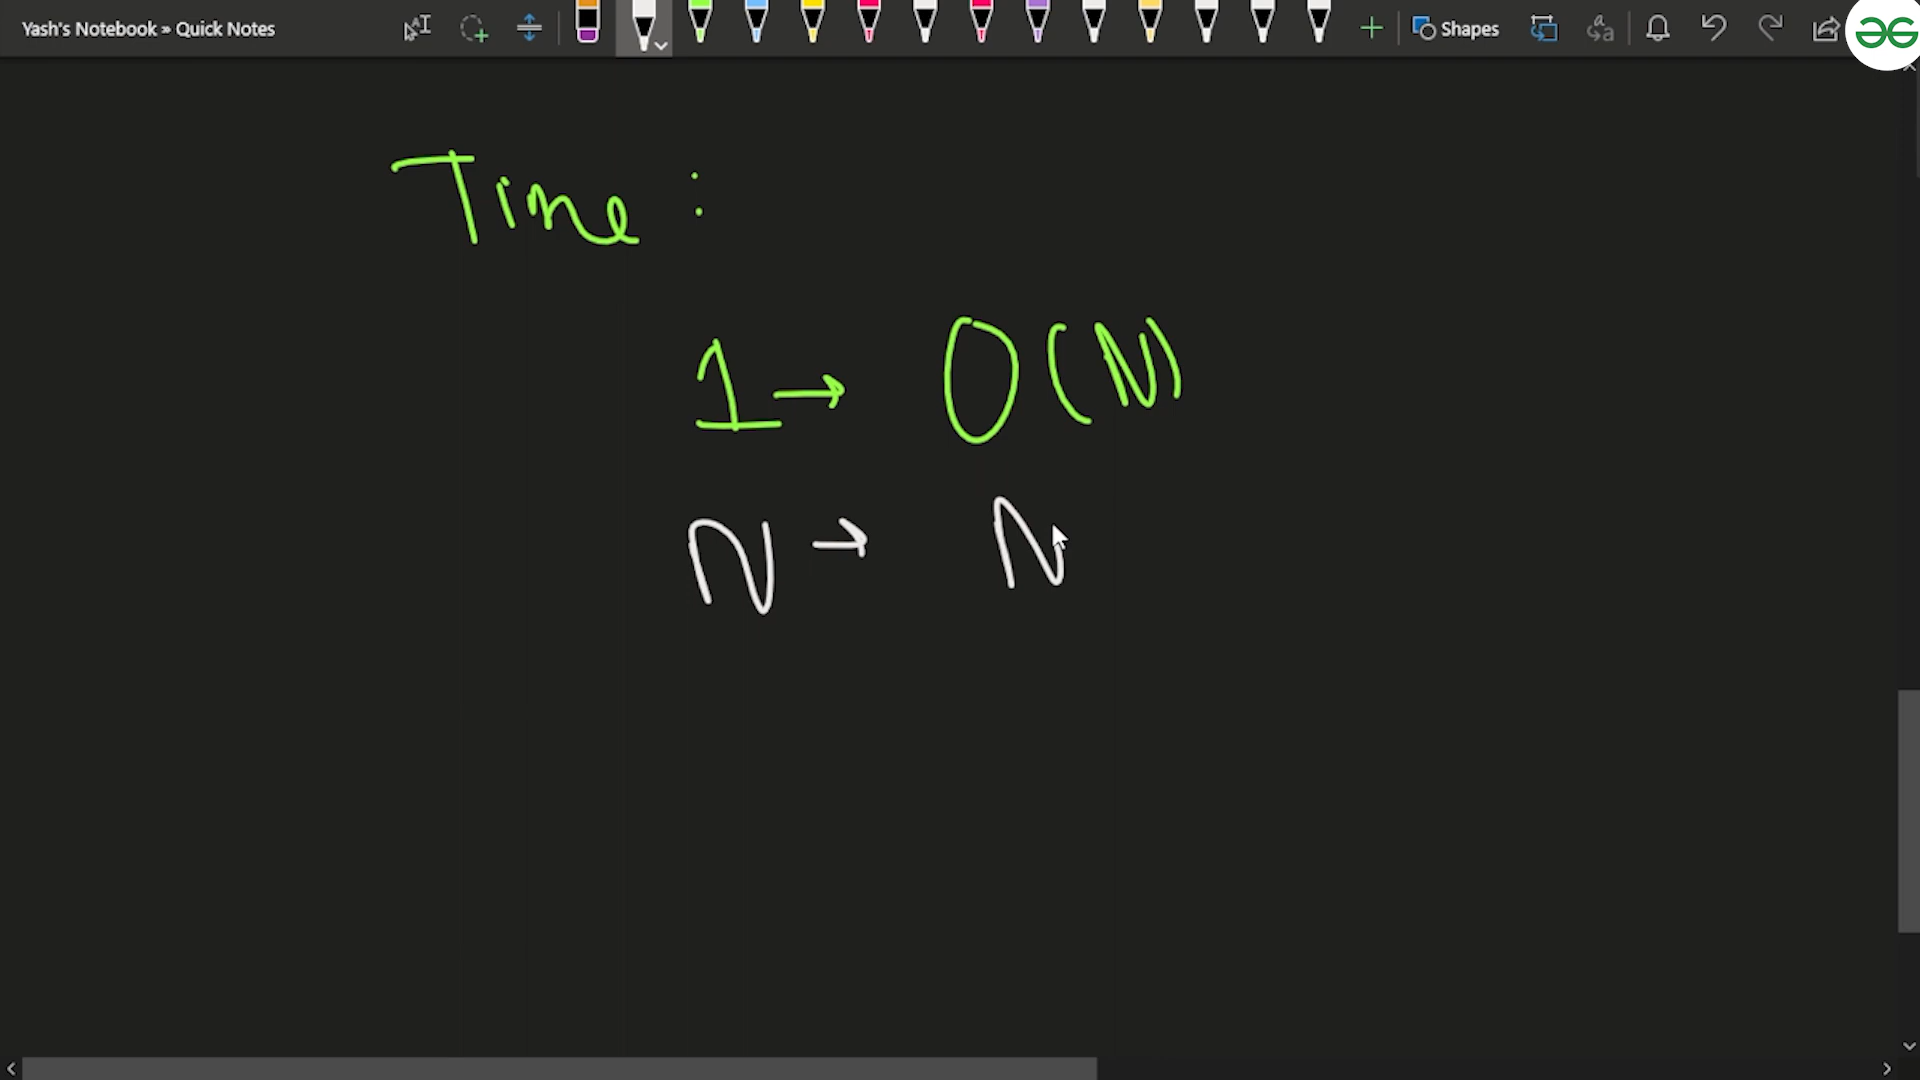 Yash's Notebook » Quick Notes
Shapes
Time :
1 → O(N)
N → N